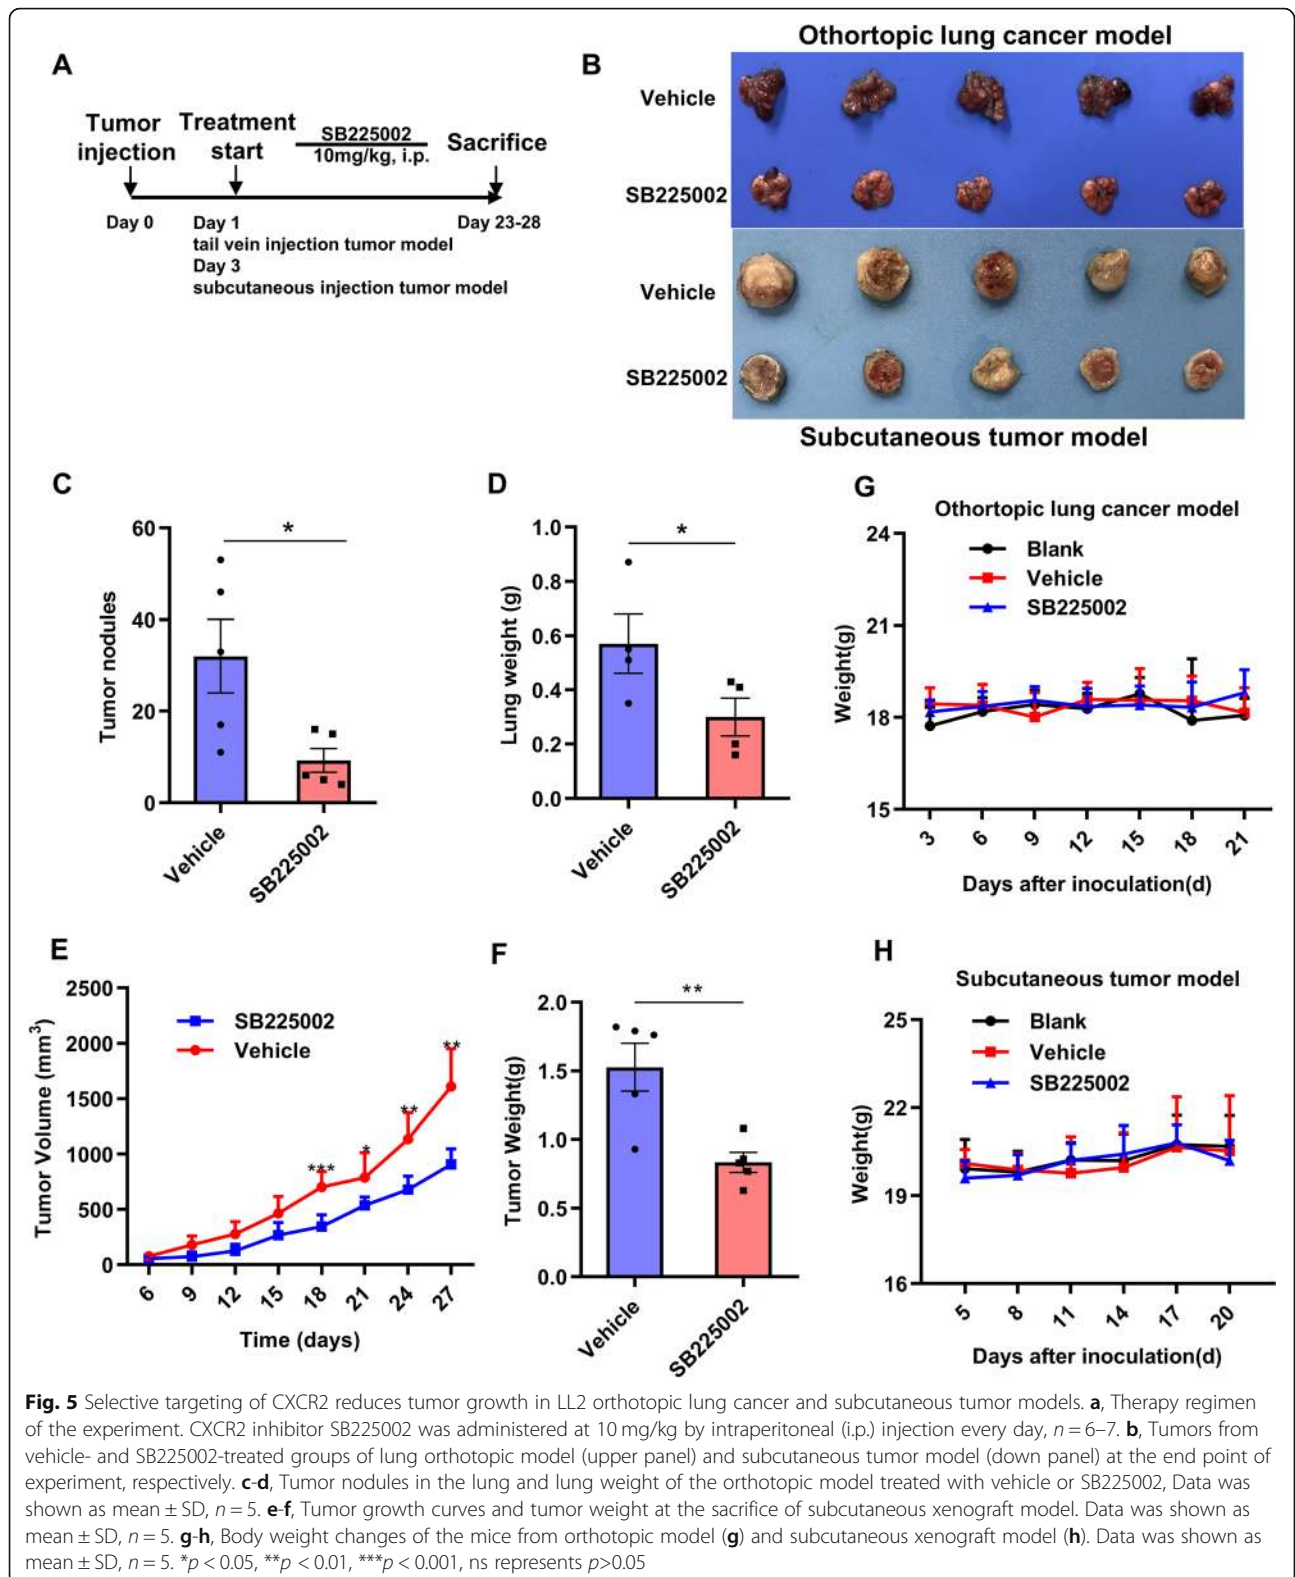 A
Tumor injection
Treatment start
SB225002
10mg/kg, i.p.
Sacrifice
Day 0
Day 1
tail vein injection tumor model
Day 3
subcutaneous injection tumor model
Day 23-28
B
Othortopic lung cancer model
Vehicle
SB225002
Vehicle
SB225002
Subcutaneous tumor model
C
Tumor nodules
60
40
20
0
*
Vehicle
SB225002
D
Lung weight (g)
1.0
0.8
0.6
0.4
0.2
0.0
*
Vehicle
SB225002
G
Othortopic lung cancer model
Blank
Vehicle
SB225002
Weight(g)
24
21
18
15
3 6 9 12 15 18 21
Days after inoculation(d)
E
Tumor Volume (mm³)
2500
2000
1500
1000
500
0
SB225002
Vehicle
***
*
**
**
6 9 12 15 18 21 24 27
Time (days)
F
Tumor Weight(g)
2.0
1.5
1.0
0.5
0.0
**
Vehicle
SB225002
H
Subcutaneous tumor model
Blank
Vehicle
SB225002
Weight(g)
25
22
19
16
5 8 11 14 17 20
Days after inoculation(d)
Fig. 5 Selective targeting of CXCR2 reduces tumor growth in LL2 orthotopic lung cancer and subcutaneous tumor models. a, Therapy regimen
of the experiment. CXCR2 inhibitor SB225002 was administered at 10 mg/kg by intraperitoneal (i.p.) injection every day, n = 6–7. b, Tumors from
vehicle- and SB225002-treated groups of lung orthotopic model (upper panel) and subcutaneous tumor model (down panel) at the end point of
experiment, respectively. c-d, Tumor nodules in the lung and lung weight of the orthotopic model treated with vehicle or SB225002, Data was
shown as mean ± SD, n = 5. e-f, Tumor growth curves and tumor weight at the sacrifice of subcutaneous xenograft model. Data was shown as
mean ± SD, n = 5. g-h, Body weight changes of the mice from orthotopic model (g) and subcutaneous xenograft model (h). Data was shown as
mean ± SD, n = 5. *p < 0.05, **p < 0.01, ***p < 0.001, ns represents p>0.05